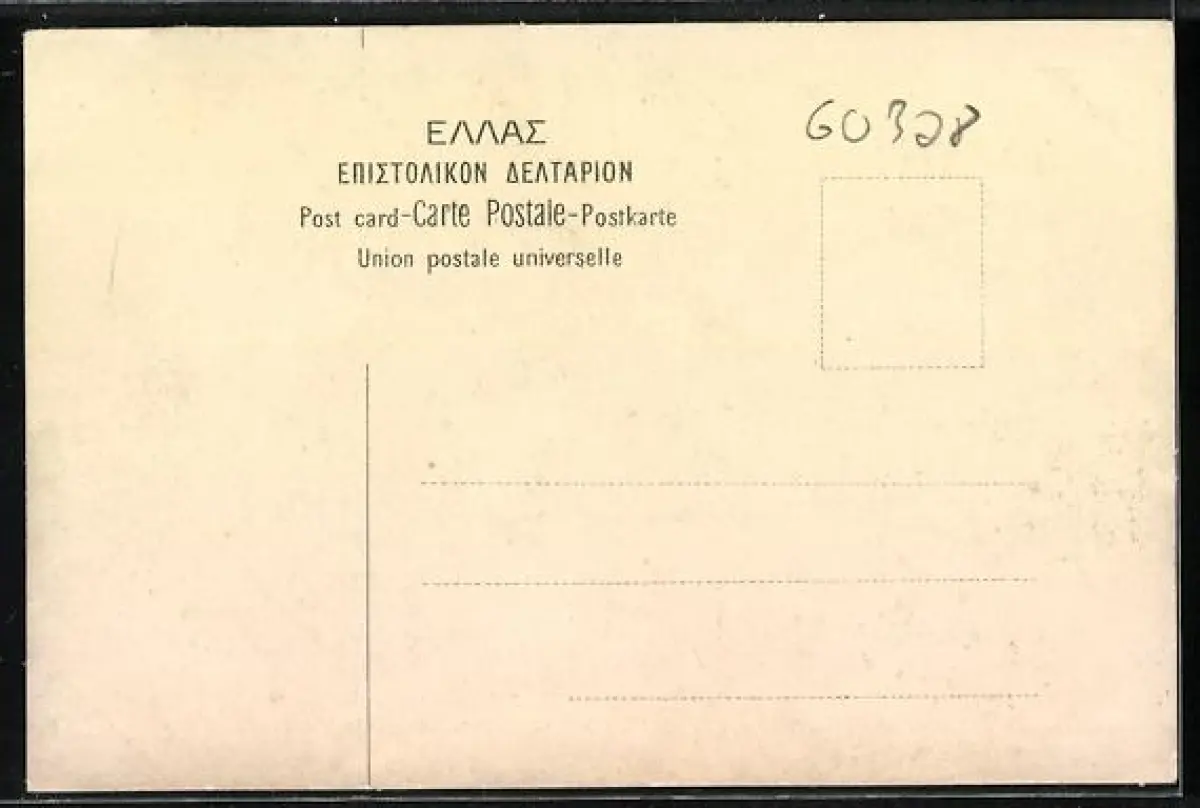 60328
ΕΛΛΑΣ
ΕΠΙΣΤΟΛΙΚΟΝ ΔΕΛΤΑΡΙΟΝ
Post card-Carte Postale-Postkarte
Union postale universelle